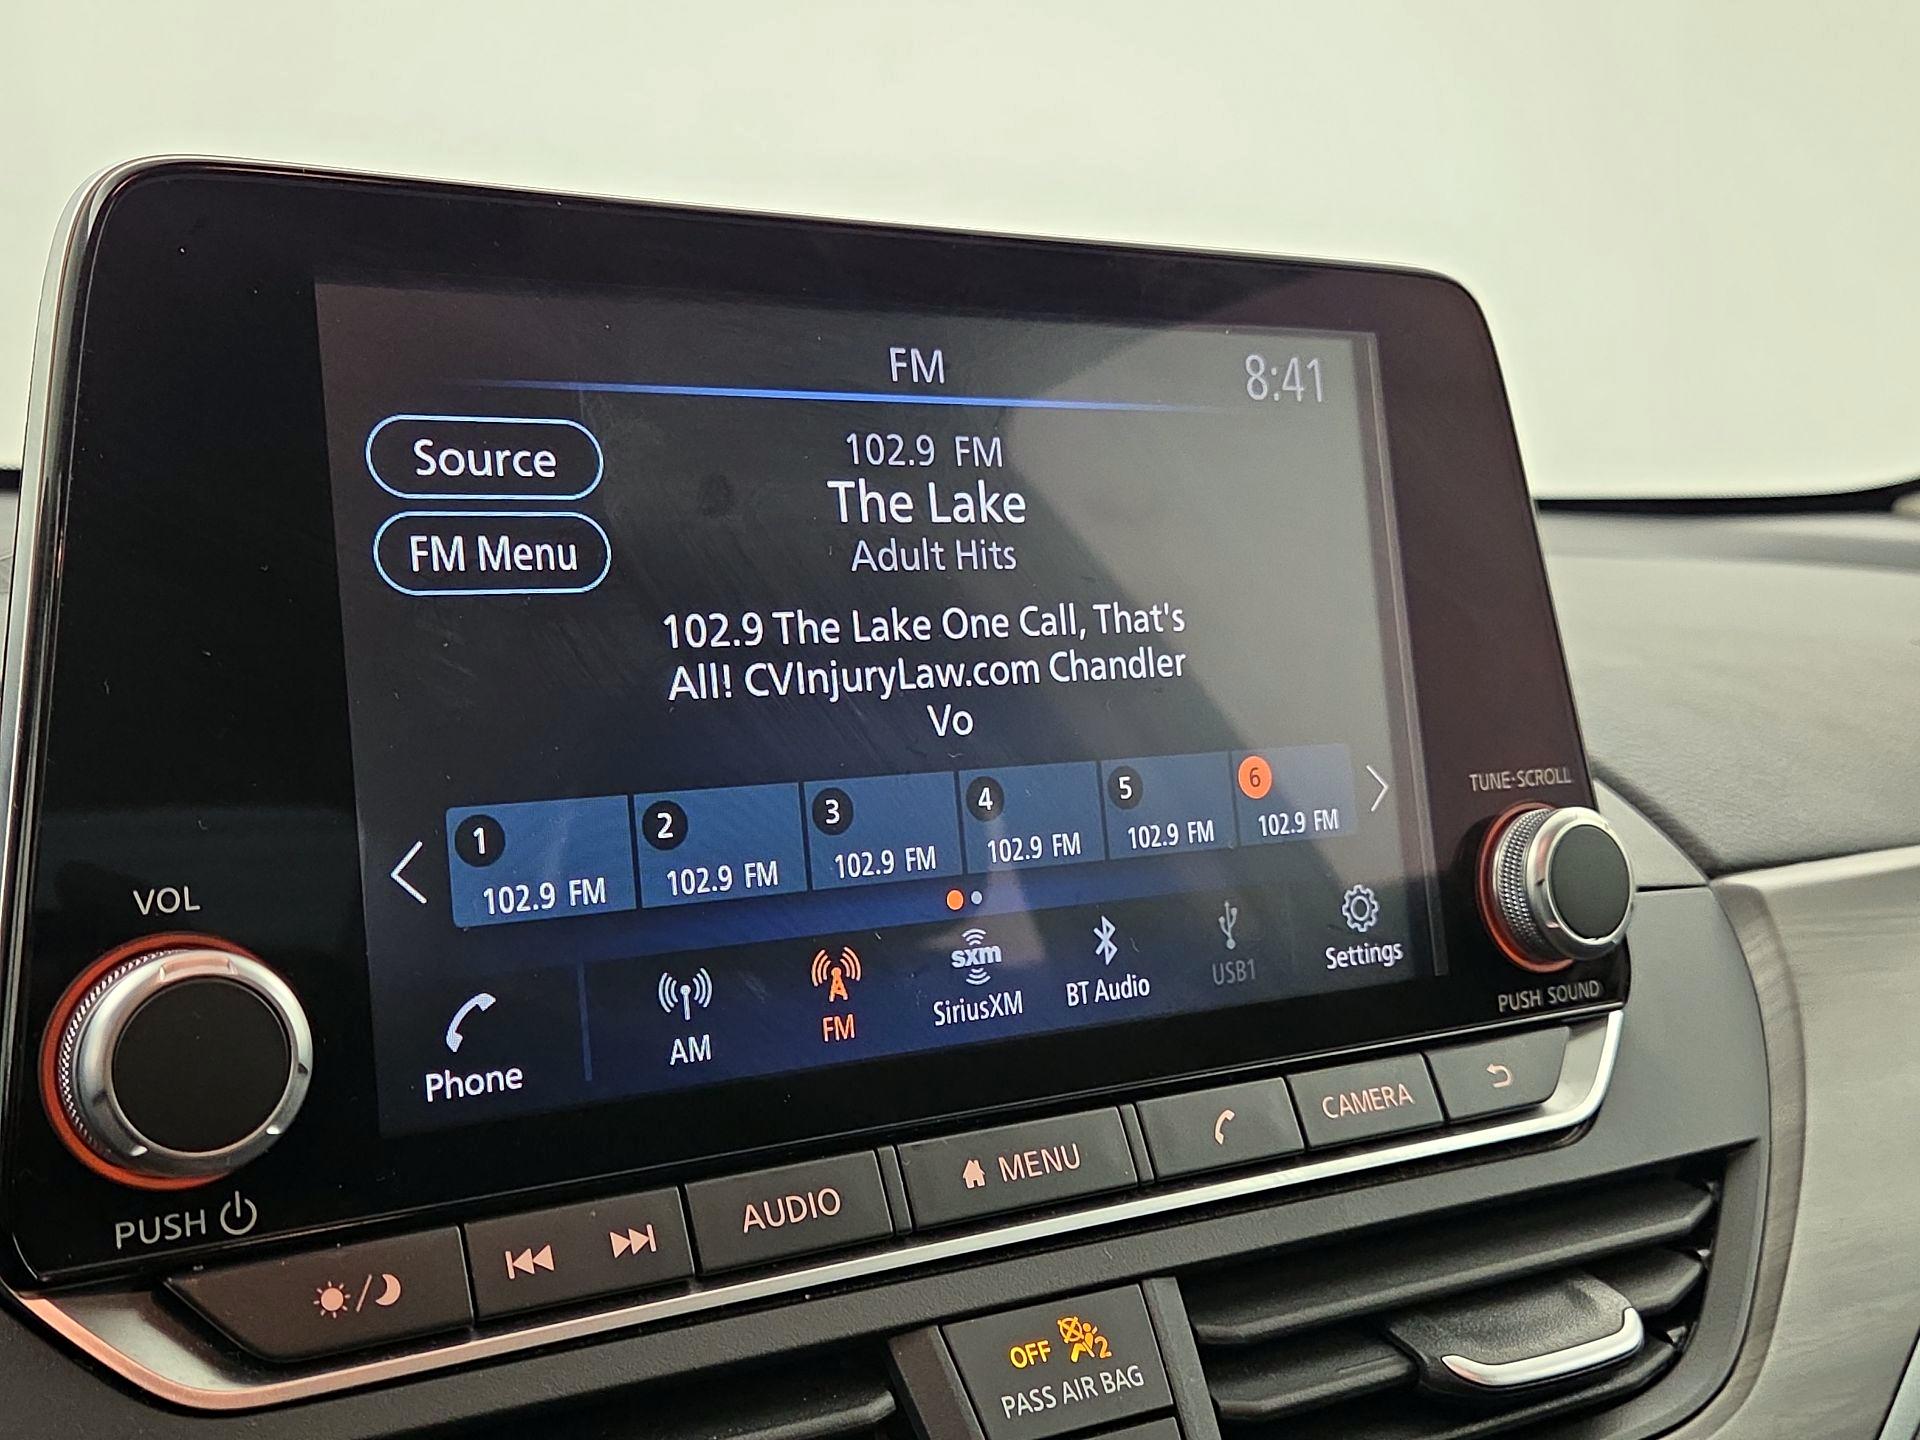 FM
8:41
Source
FM Menu
102.9 FM
The Lake
Adult Hits
102.9 The Lake One Call, That's
All! CVInjuryLaw.com Chandler
Vo
1
102.9 FM
2
102.9 FM
3
102.9 FM
4
102.9 FM
5
102.9 FM
6
102.9 FM
Phone
AM
FM
sxm
SiriusXM
BT Audio
USB1
Settings
VOL
PUSH
TUNE·SCROLL
PUSH SOUND
AUDIO
MENU
CAMERA
OFF
2
PASS AIR BAG